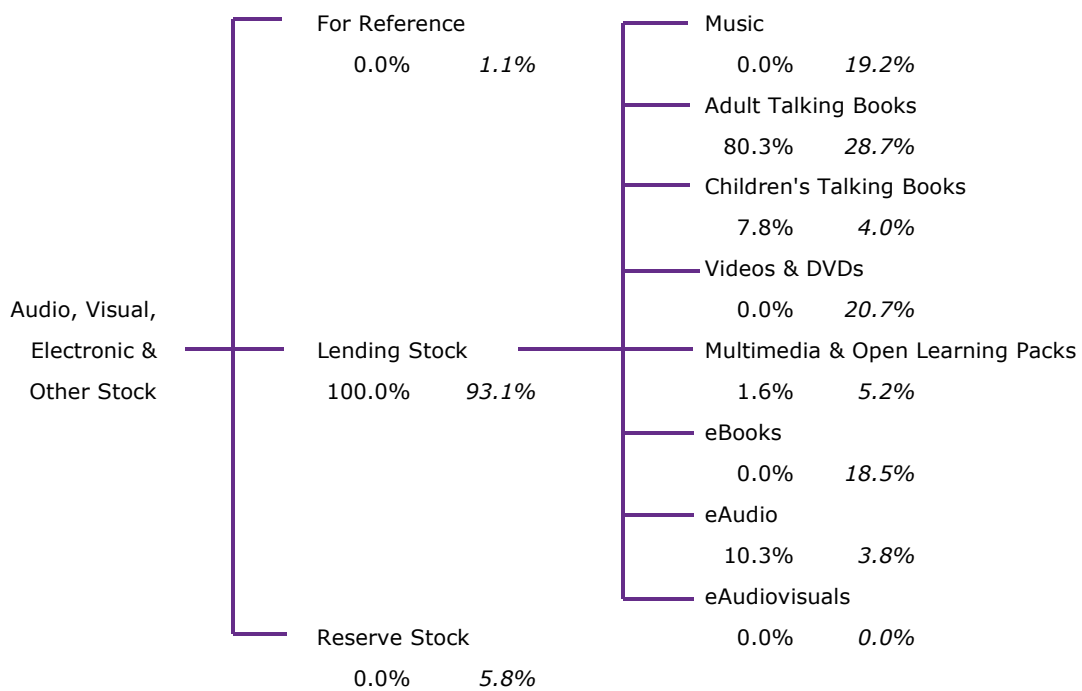 For Reference
0.0% 1.1%
Music
0.0% 19.2%
Adult Talking Books
80.3% 28.7%
Children's Talking Books
7.8% 4.0%
Videos & DVDs
0.0% 20.7%
Audio, Visual,
Electronic &
Other Stock
Lending Stock
100.0% 93.1%
Multimedia & Open Learning Packs
1.6% 5.2%
eBooks
0.0% 18.5%
eAudio
10.3% 3.8%
eAudiovisuals
0.0% 0.0%
Reserve Stock
0.0% 5.8%